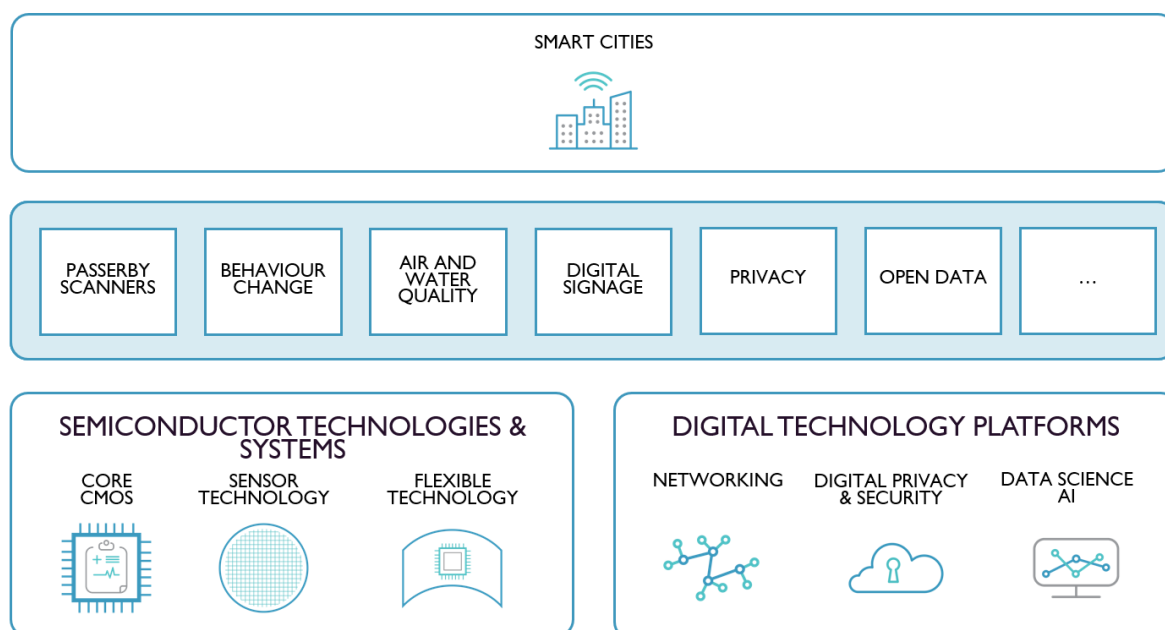 SMART CITIES
PASSERBY
SCANNERS
BEHAVIOUR
CHANGE
AIR AND
WATER
QUALITY
DIGITAL
SIGNAGE
PRIVACY
OPEN DATA
…
SEMICONDUCTOR TECHNOLOGIES &
SYSTEMS
CORE
CMOS
SENSOR
TECHNOLOGY
FLEXIBLE
TECHNOLOGY
DIGITAL TECHNOLOGY PLATFORMS
NETWORKING
DIGITAL PRIVACY
& SECURITY
DATA SCIENCE
AI